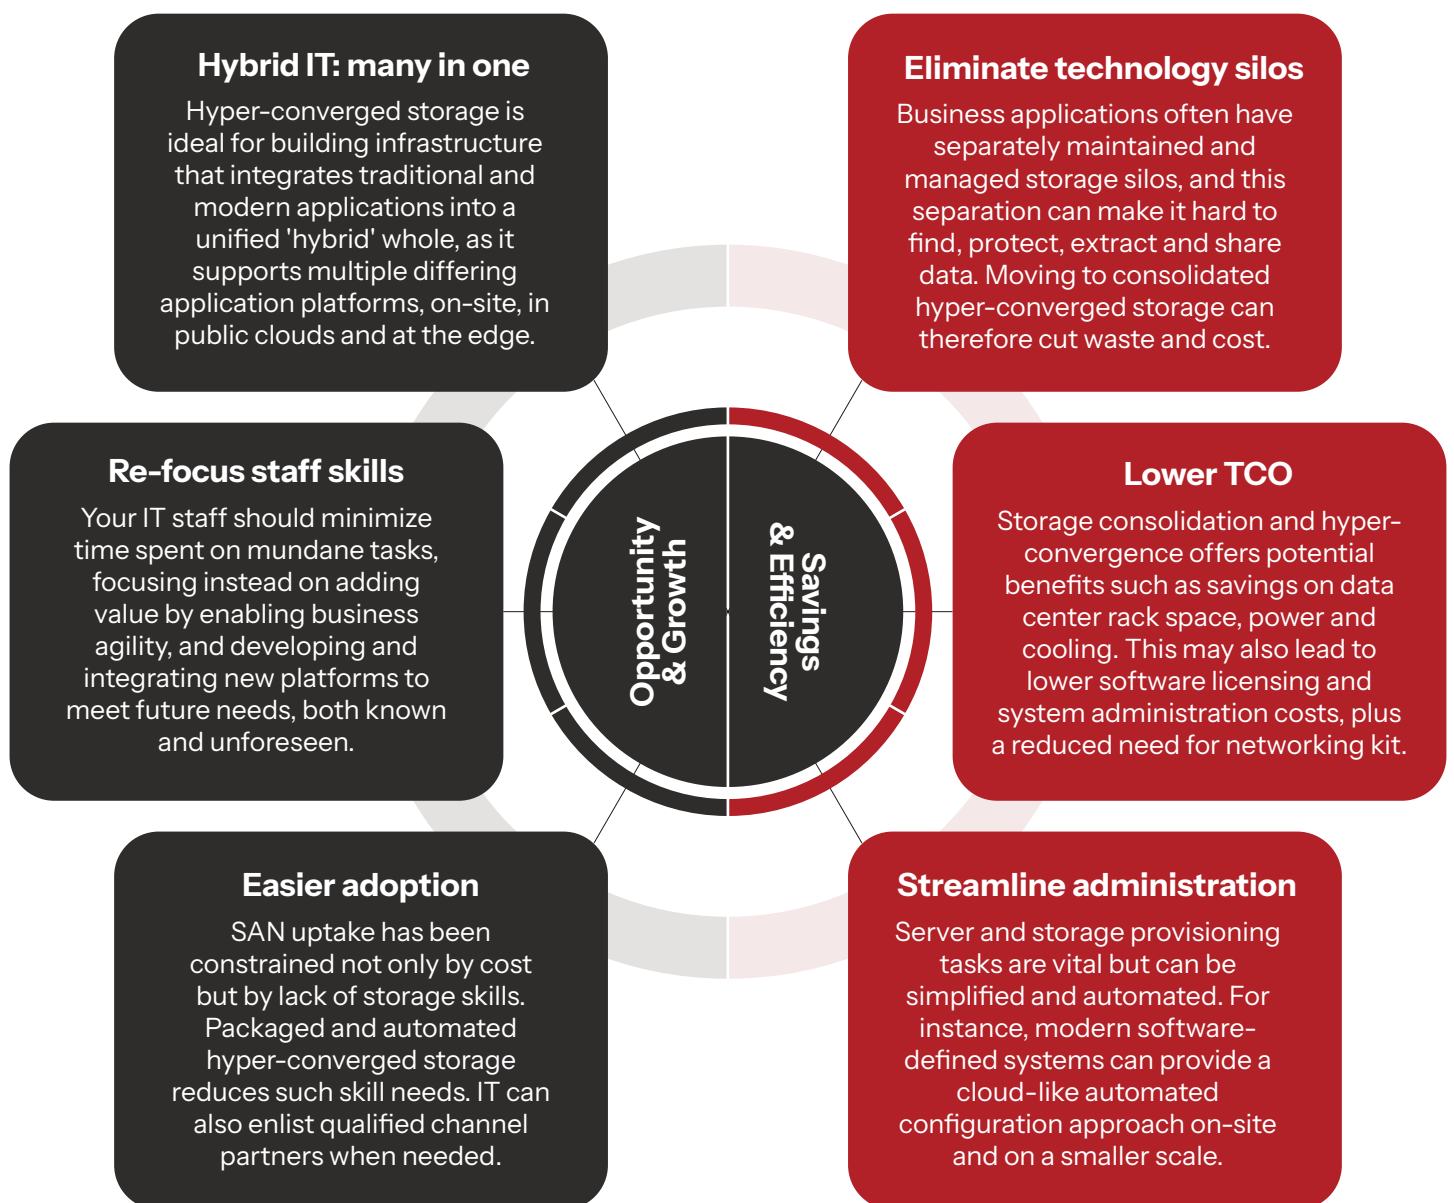 Hybrid IT: many in one
Hyper-converged storage is
ideal for building infrastructure
that integrates traditional and
modern applications into a
unified 'hybrid' whole, as it
supports multiple differing
application platforms, on-site, in
public clouds and at the edge.
Eliminate technology silos
Business applications often have
separately maintained and
managed storage silos, and this
separation can make it hard to
find, protect, extract and share
data. Moving to consolidated
hyper-converged storage can
therefore cut waste and cost.
Re-focus staff skills
Your IT staff should minimize
time spent on mundane tasks,
focusing instead on adding
value by enabling business
agility, and developing and
integrating new platforms to
meet future needs, both known
and unforeseen.
Opportunity
& Growth
Savings
& Efficiency
Lower TCO
Storage consolidation and hyper-
convergence offers potential
benefits such as savings on data
center rack space, power and
cooling. This may also lead to
lower software licensing and
system administration costs, plus
a reduced need for networking kit.
Easier adoption
SAN uptake has been
constrained not only by cost
but by lack of storage skills.
Packaged and automated
hyper-converged storage
reduces such skill needs. IT can
also enlist qualified channel
partners when needed.
Streamline administration
Server and storage provisioning
tasks are vital but can be
simplified and automated. For
instance, modern software-
defined systems can provide a
cloud-like automated
configuration approach on-site
and on a smaller scale.